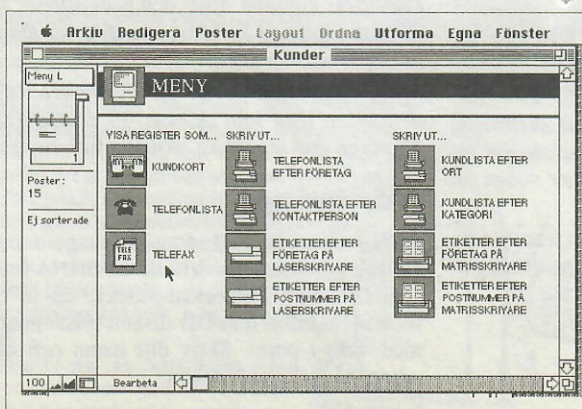 Arkiv Redigera Poster Layout Ordna Utforma Egna Fönster
Kunder
Meny L
1
Poster:
15
Ej sorterade
MENY
VISA REGISTER SOM...
KUNDKORT
TELEFONLISTA
TELE
FAX
TELEFAX
SKRIV UT...
TELEFONLISTA
EFTER FÖRETAG
TELEFONLISTA EFTER
KONTAKTPERSON
ETIKETTER EFTER
FÖRETAG PÅ
LASERSKRIVARE
ETIKETTER EFTER
POSTNUMMER PÅ
LASERSKRIVARE
SKRIV UT...
KUNDLISTA EFTER
ORT
KUNDLISTA EFTER
KATEGORI
ETIKETTER EFTER
FÖRETAG PÅ
MATRISSKRIVARE
ETIKETTER EFTER
POSTNUMMER PÅ
MATRISSKRIVARE
100
Bearbeta